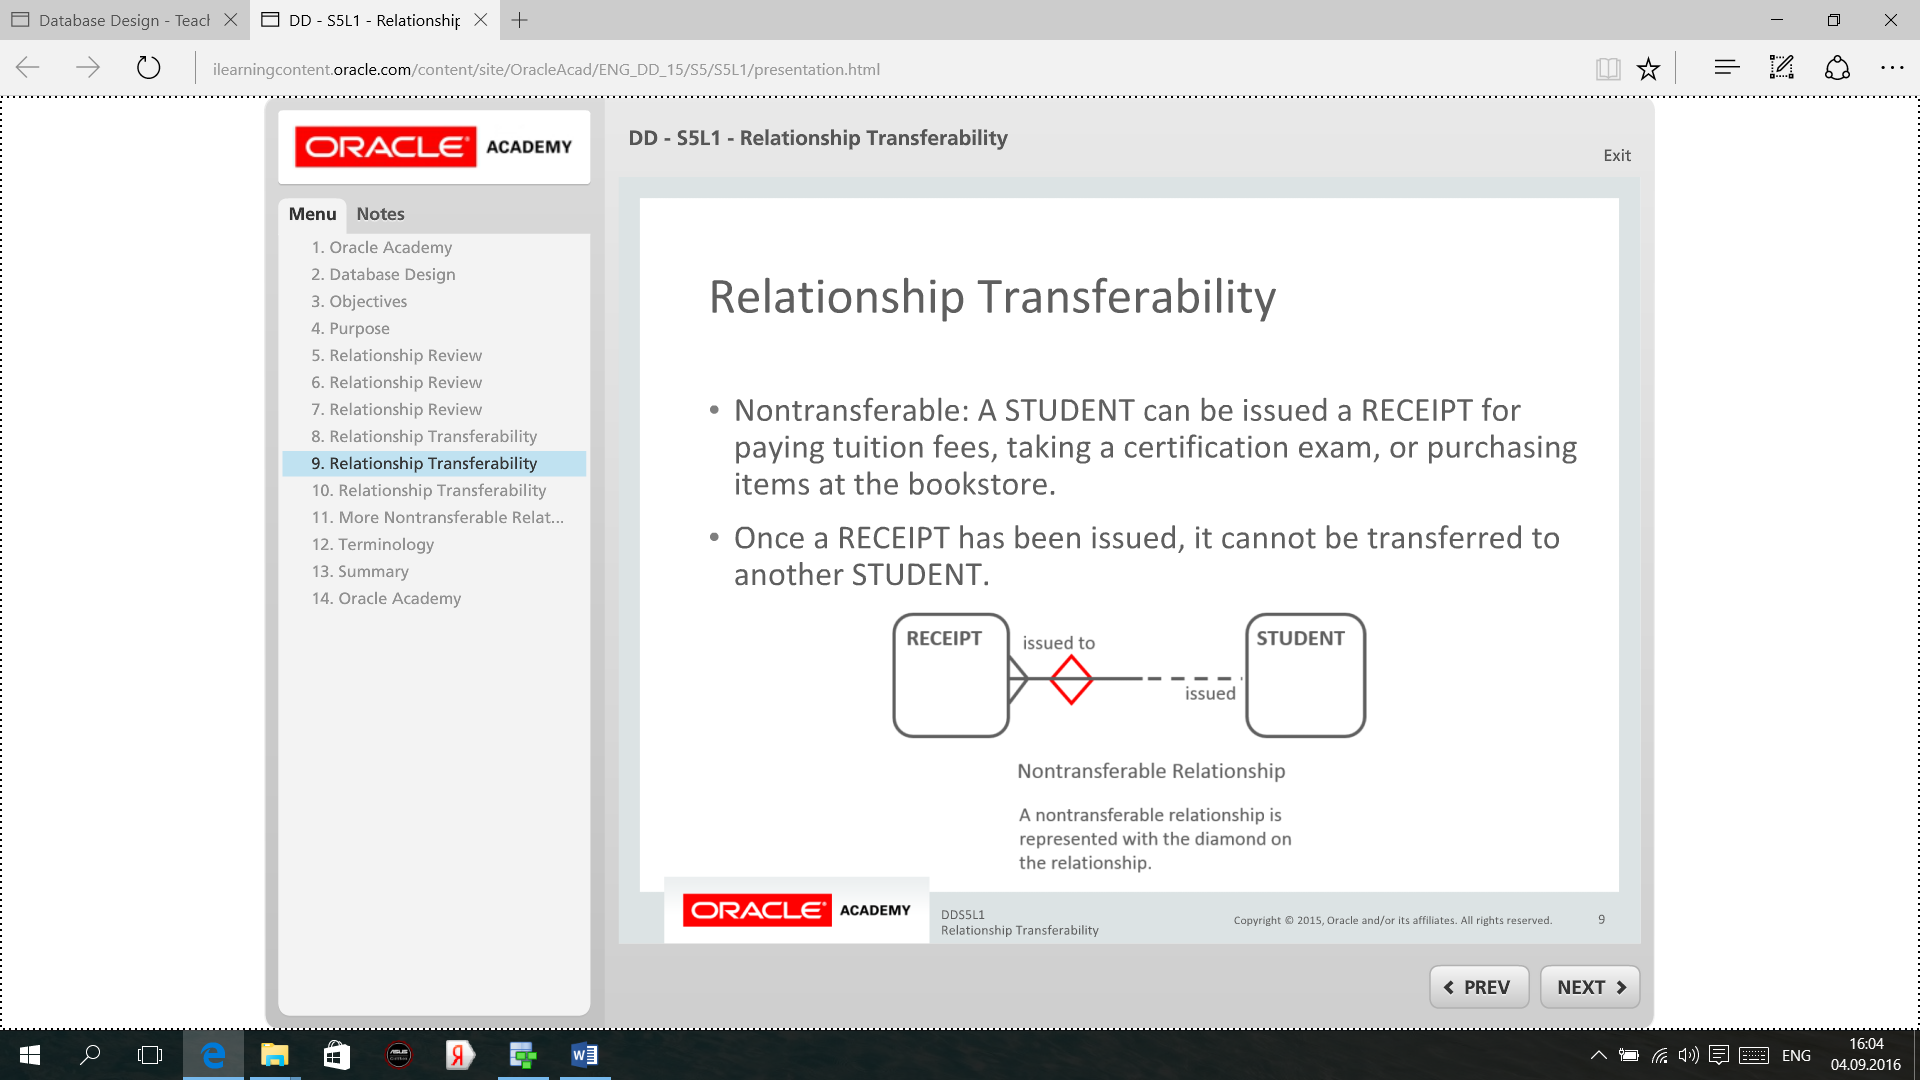 Database Design - Teach
DD - S5L1 - Relationship
ilearningcontent.oracle.com/content/site/OracleAcad/ENG_DD_15/S5/S5L1/presentation.html
ORACLE ACADEMY
DD - S5L1 - Relationship Transferability
Exit
Menu
Notes
1. Oracle Academy
2. Database Design
3. Objectives
4. Purpose
5. Relationship Review
6. Relationship Review
7. Relationship Review
8. Relationship Transferability
9. Relationship Transferability
10. Relationship Transferability
11. More Nontransferable Relat...
12. Terminology
13. Summary
14. Oracle Academy
Relationship Transferability
• Nontransferable: A STUDENT can be issued a RECEIPT for
paying tuition fees, taking a certification exam, or purchasing
items at the bookstore.
• Once a RECEIPT has been issued, it cannot be transferred to
another STUDENT.
RECEIPT
issued to
STUDENT
issued
Nontransferable Relationship
A nontransferable relationship is
represented with the diamond on
the relationship.
ORACLE ACADEMY
DDS5L1
Relationship Transferability
Copyright © 2015, Oracle and/or its affiliates. All rights reserved.
9
PREV
NEXT
ENG
16:04
04.09.2016